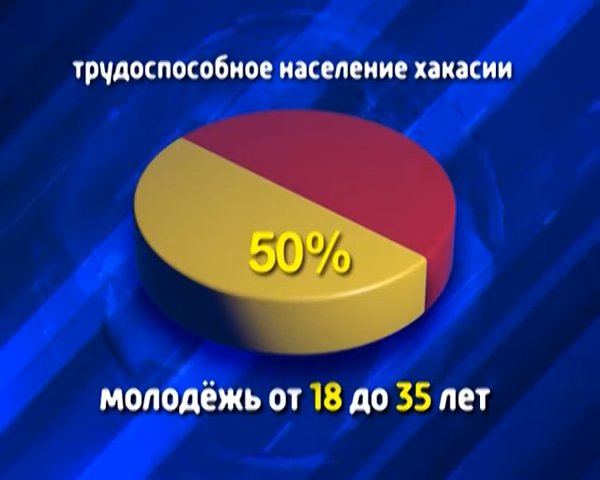 трудоспособное население хакасии
50%
молодёжь от 18 до 35 лет